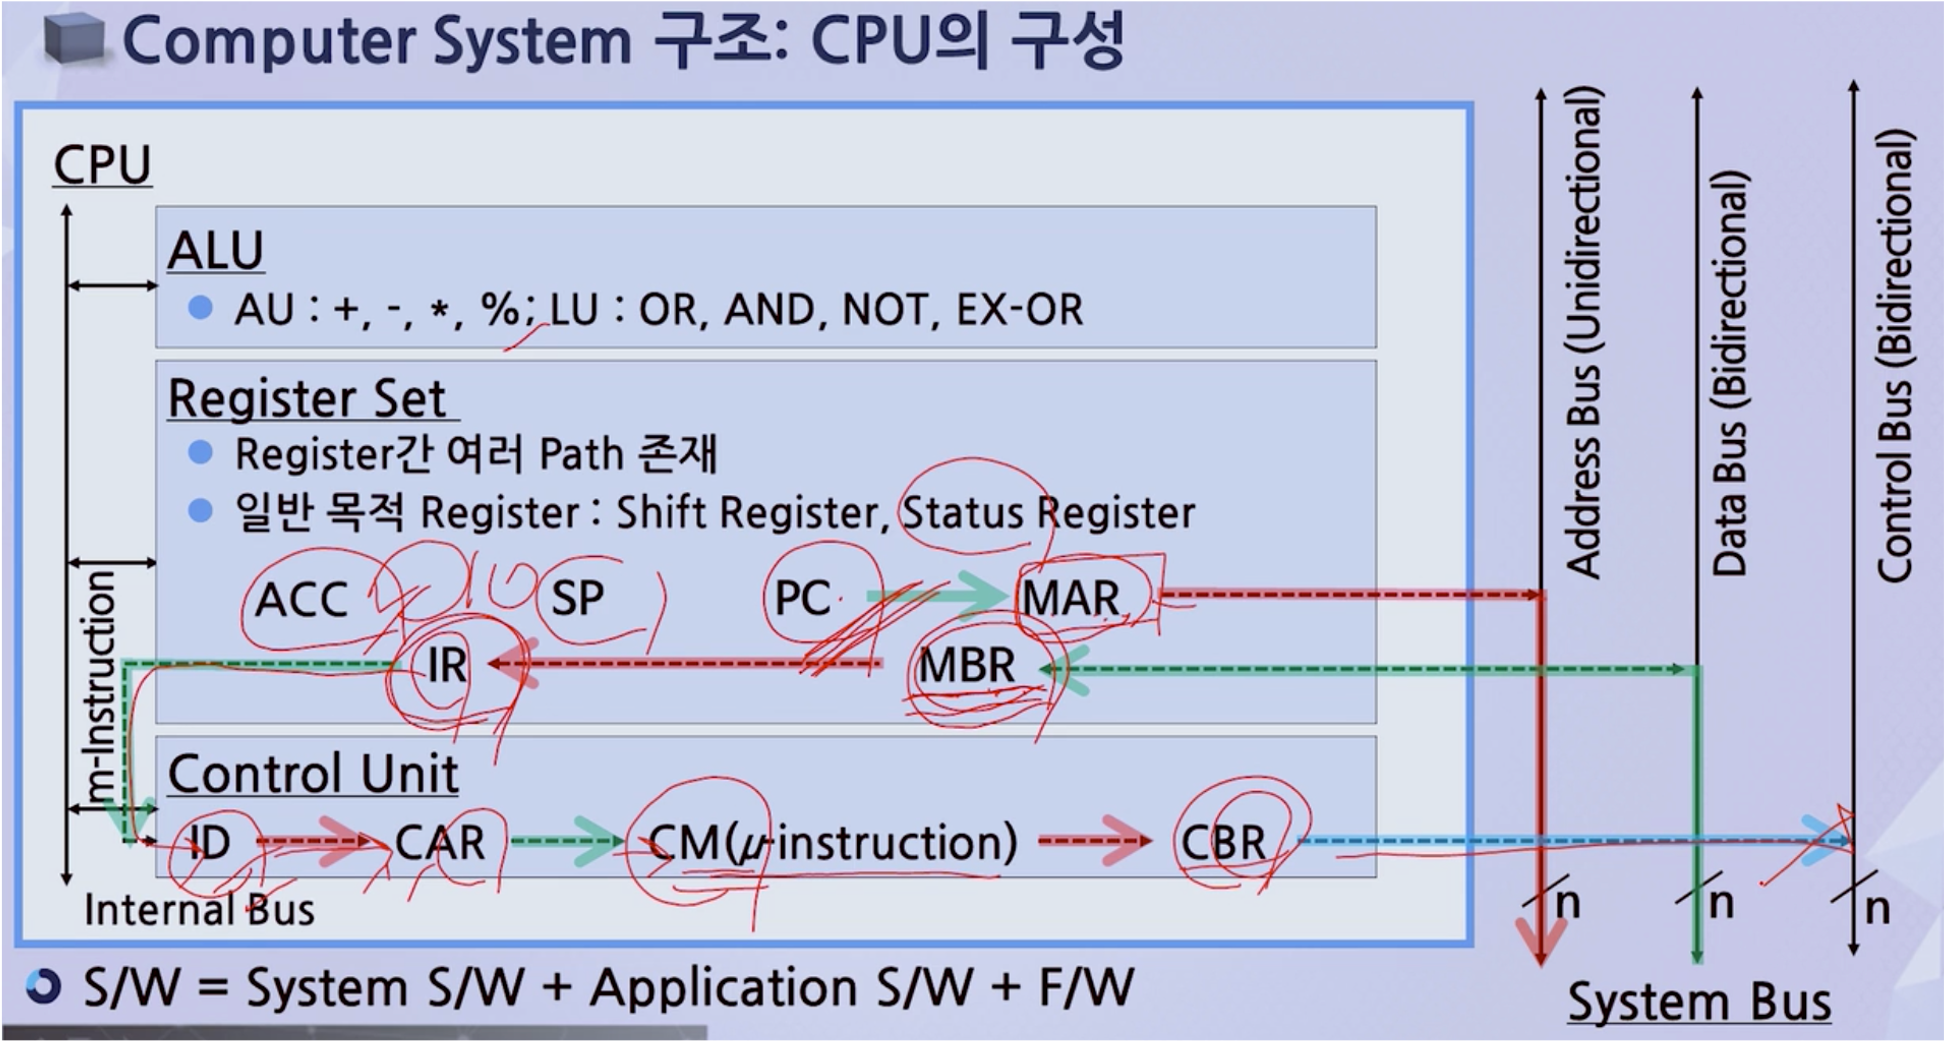 Computer System 구조: CPU의 구성
CPU
ALU
AU : +, -, *, %; LU : OR, AND, NOT, EX-OR
Register Set
Register간 여러 Path 존재
일반 목적 Register : Shift Register, Status Register
ACC SP PC MAR
IR MBR
m-Instruction
Control Unit
ID CAR CM(μ-instruction) CBR
Internal Bus
Address Bus (Unidirectional)
Data Bus (Bidirectional)
Control Bus (Bidirectional)
n n n
System Bus
S/W = System S/W + Application S/W + F/W